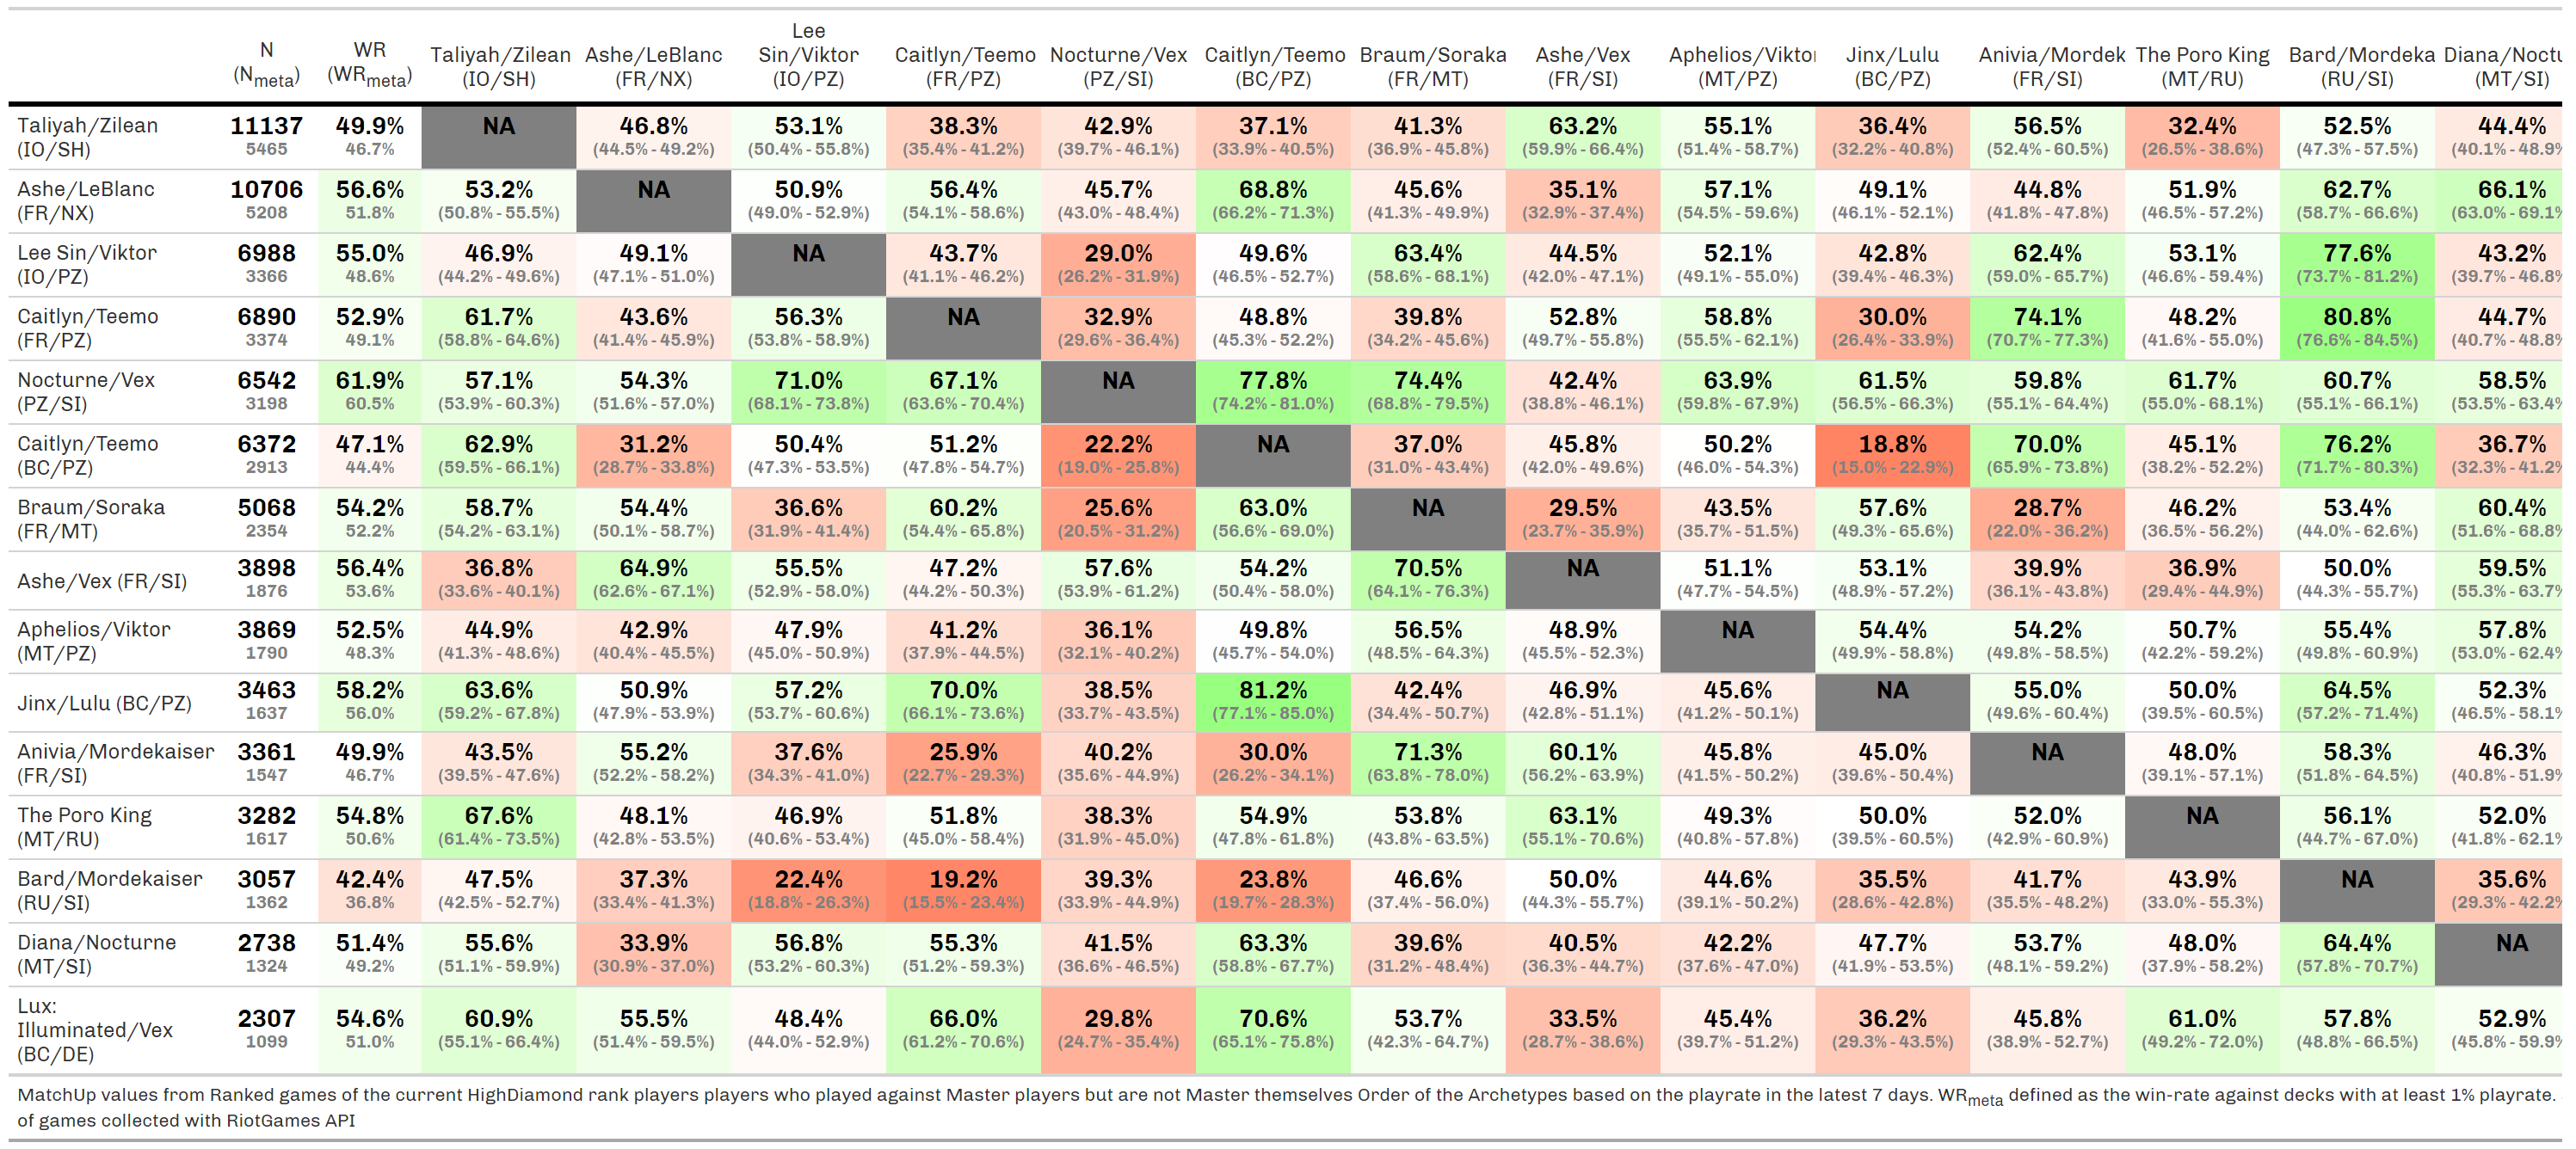 N (Nmeta) WR (WRmeta) Taliyah/Zilean (IO/SH) Ashe/LeBlanc (FR/NX) Lee Sin/Viktor (IO/PZ) Caitlyn/Teemo (FR/PZ) Nocturne/Vex (PZ/SI) Caitlyn/Teemo (BC/PZ) Braum/Soraka (FR/MT) Ashe/Vex (FR/SI) Aphelios/Viktor (MT/PZ) Jinx/Lulu (BC/PZ) Anivia/Mordek (FR/SI) The Poro King (MT/RU) Bard/Mordeka (RU/SI) Diana/Noctu (MT/SI)
Taliyah/Zilean 11137 49.9% NA 46.8% 53.1% 38.3% 42.9% 37.1% 41.3% 63.2% 55.1% 36.4% 56.5% 32.4% 52.5% 44.4%
(IO/SH) 5465 46.7% (44.5% - 49.2%) (50.4% - 55.8%) (35.4% - 41.2%) (39.7% - 46.1%) (33.9% - 40.5%) (36.9% - 45.8%) (59.9% - 66.4%) (51.4% - 58.7%) (32.2% - 40.8%) (52.4% - 60.5%) (26.5% - 38.6%) (47.3% - 57.5%) (40.1% - 48.9%
Ashe/LeBlanc 10706 56.6% 53.2% NA 50.9% 56.4% 45.7% 68.8% 45.6% 35.1% 57.1% 49.1% 44.8% 51.9% 62.7% 66.1%
(FR/NX) 5208 51.8% (50.8% - 55.5%) (49.0% - 52.9%) (54.1% - 58.6%) (43.0% - 48.4%) (66.2% - 71.3%) (41.3% - 49.9%) (32.9% - 37.4%) (54.5% - 59.6%) (46.1% - 52.1%) (41.8% - 47.8%) (46.5% - 57.2%) (58.7% - 66.6%) (63.0% - 69.1%
Lee Sin/Viktor 6988 55.0% 46.9% 49.1% NA 43.7% 29.0% 49.6% 63.4% 44.5% 52.1% 42.8% 62.4% 53.1% 77.6% 43.2%
(IO/PZ) 3366 48.6% (44.2% - 49.6%) (47.1% - 51.0%) (41.1% - 46.2%) (26.2% - 31.9%) (46.5% - 52.7%) (58.6% - 68.1%) (42.0% - 47.1%) (49.1% - 55.0%) (39.4% - 46.3%) (59.0% - 65.7%) (46.6% - 59.4%) (73.7% - 81.2%) (39.7% - 46.8%
Caitlyn/Teemo 6890 52.9% 61.7% 43.6% 56.3% NA 32.9% 48.8% 39.8% 52.8% 58.8% 30.0% 74.1% 48.2% 80.8% 44.7%
(FR/PZ) 3374 49.1% (58.8% - 64.6%) (41.4% - 45.9%) (53.8% - 58.9%) (29.6% - 36.4%) (45.3% - 52.2%) (34.2% - 45.6%) (49.7% - 55.8%) (55.5% - 62.1%) (26.4% - 33.9%) (70.7% - 77.3%) (41.6% - 55.0%) (76.6% - 84.5%) (40.7% - 48.8%
Nocturne/Vex 6542 61.9% 57.1% 54.3% 71.0% 67.1% NA 77.8% 74.4% 42.4% 63.9% 61.5% 59.8% 61.7% 60.7% 58.5%
(PZ/SI) 3198 60.5% (53.9% - 60.3%) (51.6% - 57.0%) (68.1% - 73.8%) (63.6% - 70.4%) (74.2% - 81.0%) (68.8% - 79.5%) (38.8% - 46.1%) (59.8% - 67.9%) (56.5% - 66.3%) (55.1% - 64.4%) (55.0% - 68.1%) (55.1% - 66.1%) (53.5% - 63.4%
Caitlyn/Teemo 6372 47.1% 62.9% 31.2% 50.4% 51.2% 22.2% NA 37.0% 45.8% 50.2% 18.8% 70.0% 45.1% 76.2% 36.7%
(BC/PZ) 2913 44.4% (59.5% - 66.1%) (28.7% - 33.8%) (47.3% - 53.5%) (47.8% - 54.7%) (19.0% - 25.8%) (31.0% - 43.4%) (42.0% - 49.6%) (46.0% - 54.3%) (15.0% - 22.9%) (65.9% - 73.8%) (38.2% - 52.2%) (71.7% - 80.3%) (32.3% - 41.2%
Braum/Soraka 5068 54.2% 58.7% 54.4% 36.6% 60.2% 25.6% 63.0% NA 29.5% 43.5% 57.6% 28.7% 46.2% 53.4% 60.4%
(FR/MT) 2354 52.2% (54.2% - 63.1%) (50.1% - 58.7%) (31.9% - 41.4%) (54.4% - 65.8%) (20.5% - 31.2%) (56.6% - 69.0%) (23.7% - 35.9%) (35.7% - 51.5%) (49.3% - 65.6%) (22.0% - 36.2%) (36.5% - 56.2%) (44.0% - 62.6%) (51.6% - 68.8%
Ashe/Vex (FR/SI) 3898 56.4% 36.8% 64.9% 55.5% 47.2% 57.6% 54.2% 70.5% NA 51.1% 53.1% 39.9% 36.9% 50.0% 59.5%
1876 53.6% (33.6% - 40.1%) (62.6% - 67.1%) (52.9% - 58.0%) (44.2% - 50.3%) (53.9% - 61.2%) (50.4% - 58.0%) (64.1% - 76.3%) (47.7% - 54.5%) (48.9% - 57.2%) (36.1% - 43.8%) (29.4% - 44.9%) (44.3% - 55.7%) (55.3% - 63.7%
Aphelios/Viktor 3869 52.5% 44.9% 42.9% 47.9% 41.2% 36.1% 49.8% 56.5% 48.9% NA 54.4% 54.2% 50.7% 55.4% 57.8%
(MT/PZ) 1790 48.3% (41.3% - 48.6%) (40.4% - 45.5%) (45.0% - 50.9%) (37.9% - 44.5%) (32.1% - 40.2%) (45.7% - 54.0%) (48.5% - 64.3%) (45.5% - 52.3%) (49.9% - 58.8%) (49.8% - 58.5%) (42.2% - 59.2%) (49.8% - 60.9%) (53.0% - 62.4%
Jinx/Lulu (BC/PZ) 3463 58.2% 63.6% 50.9% 57.2% 70.0% 38.5% 81.2% 42.4% 46.9% 45.6% NA 55.0% 50.0% 64.5% 52.3%
1637 56.0% (59.2% - 67.8%) (47.9% - 53.9%) (53.7% - 60.6%) (66.1% - 73.6%) (33.7% - 43.5%) (77.1% - 85.0%) (34.4% - 50.7%) (42.8% - 51.1%) (41.2% - 50.1%) (49.6% - 60.4%) (39.5% - 60.5%) (57.2% - 71.4%) (46.5% - 58.1%
Anivia/Mordekaiser 3361 49.9% 43.5% 55.2% 37.6% 25.9% 40.2% 30.0% 71.3% 60.1% 45.8% 45.0% NA 48.0% 58.3% 46.3%
(FR/SI) 1547 46.7% (39.5% - 47.6%) (52.2% - 58.2%) (34.3% - 41.0%) (22.7% - 29.3%) (35.6% - 44.9%) (26.2% - 34.1%) (63.8% - 78.0%) (56.2% - 63.9%) (41.5% - 50.2%) (39.6% - 50.4%) (39.1% - 57.1%) (51.8% - 64.5%) (40.8% - 51.9%
The Poro King 3282 54.8% 67.6% 48.1% 46.9% 51.8% 38.3% 54.9% 53.8% 63.1% 49.3% 50.0% 52.0% NA 56.1% 52.0%
(MT/RU) 1617 50.6% (61.4% - 73.5%) (42.8% - 53.5%) (40.6% - 53.4%) (45.0% - 58.4%) (31.9% - 45.0%) (47.8% - 61.8%) (43.8% - 63.5%) (55.1% - 70.6%) (40.8% - 57.8%) (39.5% - 60.5%) (42.9% - 60.9%) (44.7% - 67.0%) (41.8% - 62.1%
Bard/Mordekaiser 3057 42.4% 47.5% 37.3% 22.4% 19.2% 39.3% 23.8% 46.6% 50.0% 44.6% 35.5% 41.7% 43.9% NA 35.6%
(RU/SI) 1362 36.8% (42.5% - 52.7%) (33.4% - 41.3%) (18.8% - 26.3%) (15.5% - 23.4%) (33.9% - 44.9%) (19.7% - 28.3%) (37.4% - 56.0%) (44.3% - 55.7%) (39.1% - 50.2%) (28.6% - 42.8%) (35.5% - 48.2%) (33.0% - 55.3%) (29.3% - 42.2%
Diana/Nocturne 2738 51.4% 55.6% 33.9% 56.8% 55.3% 41.5% 63.3% 39.6% 40.5% 42.2% 47.7% 53.7% 48.0% 64.4% NA
(MT/SI) 1324 49.2% (51.1% - 59.9%) (30.9% - 37.0%) (53.2% - 60.3%) (51.2% - 59.3%) (36.6% - 46.5%) (58.8% - 67.7%) (31.2% - 48.4%) (36.3% - 44.7%) (37.6% - 47.0%) (41.9% - 53.5%) (48.1% - 59.2%) (37.9% - 58.2%) (57.8% - 70.7%)
Lux:
Illuminated/Vex 2307 54.6% 60.9% 55.5% 48.4% 66.0% 29.8% 70.6% 53.7% 33.5% 45.4% 36.2% 45.8% 61.0% 57.8% 52.9%
(BC/DE) 1099 51.0% (55.1% - 66.4%) (51.4% - 59.5%) (44.0% - 52.9%) (61.2% - 70.6%) (24.7% - 35.4%) (65.1% - 75.8%) (42.3% - 64.7%) (28.7% - 38.6%) (39.7% - 51.2%) (29.3% - 43.5%) (38.9% - 52.7%) (49.2% - 72.0%) (48.8% - 66.5%) (45.8% - 59.9%
MatchUp values from Ranked games of the current HighDiamond rank players players who played against Master players but are not Master themselves Order of the Archetypes based on the playrate in the latest 7 days. WRmeta defined as the win-rate against decks with at least 1% playrate.
of games collected with RiotGames API